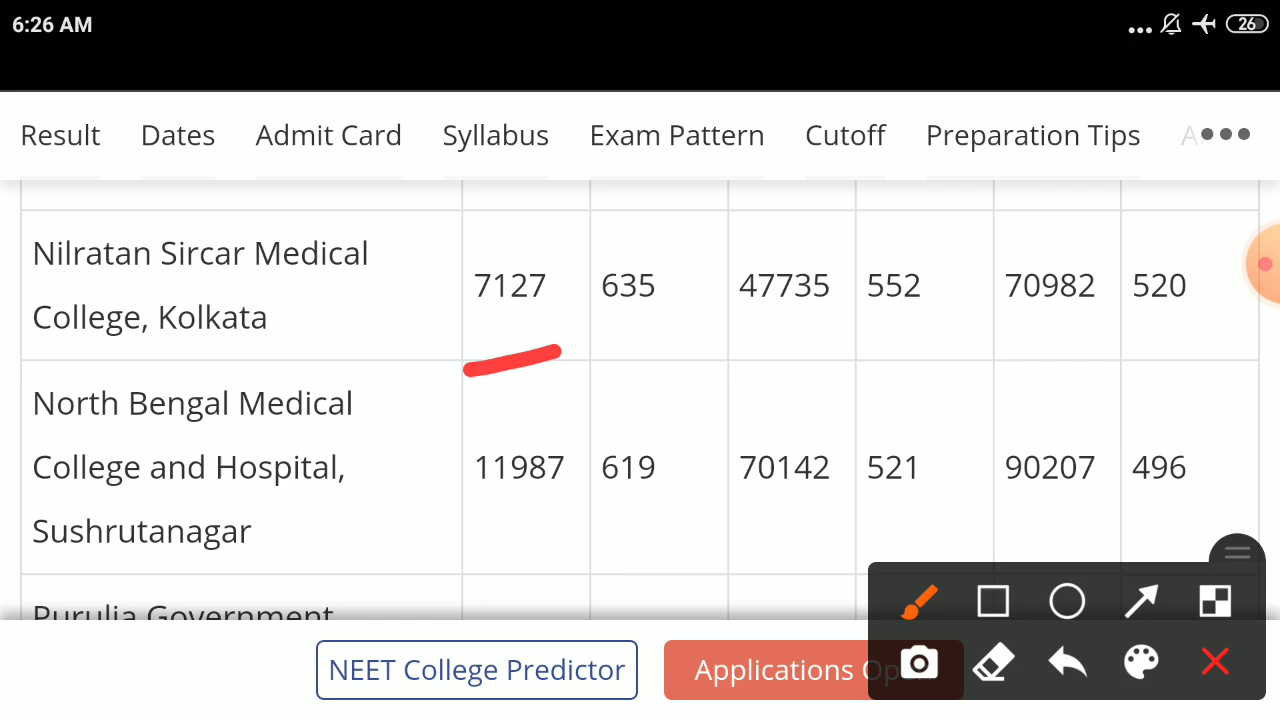 6:26 AM
26
Result Dates Admit Card Syllabus Exam Pattern Cutoff Preparation Tips
Nilratan Sircar Medical
College, Kolkata
7127 635 47735 552 70982 520
North Bengal Medical
College and Hospital,
Sushrutanagar
11987 619 70142 521 90207 496
Purulia Government
NEET College Predictor
Applications